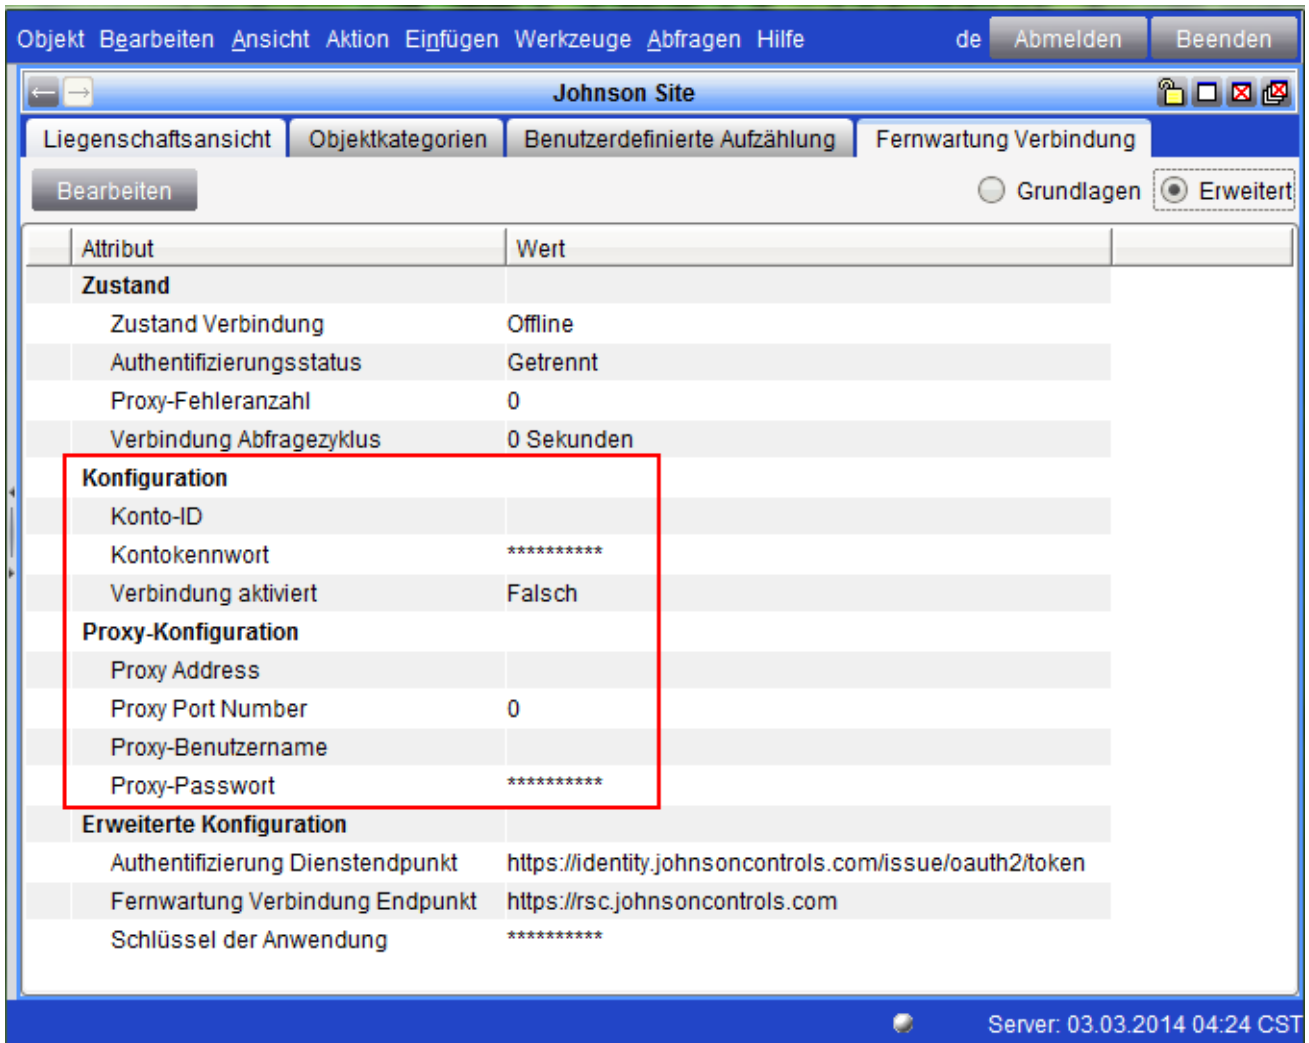 Objekt Bearbeiten Ansicht Aktion Einfügen Werkzeuge Abfragen Hilfe de Abmelden Beenden
Johnson Site
Liegenschaftsansicht Objektkategorien Benutzerdefinierte Aufzählung Fernwartung Verbindung
Bearbeiten Grundlagen Erweitert
Attribut Wert
Zustand
Zustand Verbindung Offline
Authentifizierungsstatus Getrennt
Proxy-Fehleranzahl 0
Verbindung Abfragezyklus 0 Sekunden
Konfiguration
Konto-ID
Kontokennwort **********
Verbindung aktiviert Falsch
Proxy-Konfiguration
Proxy Address
Proxy Port Number 0
Proxy-Benutzername
Proxy-Passwort **********
Erweiterte Konfiguration
Authentifizierung Dienstendpunkt https://identity.johnsoncontrols.com/issue/oauth2/token
Fernwartung Verbindung Endpunkt https://rsc.johnsoncontrols.com
Schlüssel der Anwendung **********
Server: 03.03.2014 04:24 CST